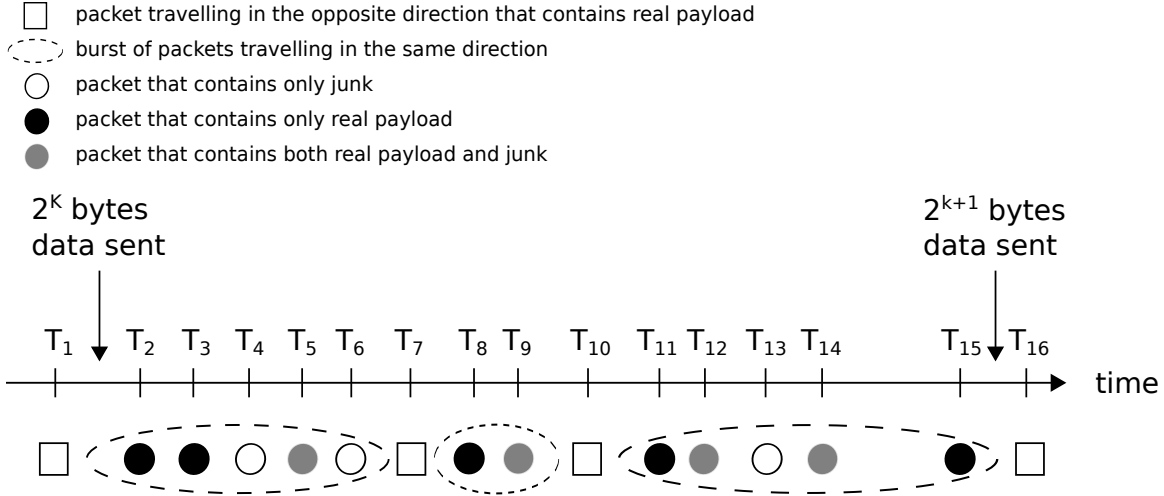 packet travelling in the opposite direction that contains real payload
burst of packets travelling in the same direction
packet that contains only junk
packet that contains only real payload
packet that contains both real payload and junk
2^K bytes
data sent
2^k+1 bytes
data sent
T1 T2 T3 T4 T5 T6 T7 T8 T9 T10 T11 T12 T13 T14 T15 T16
time